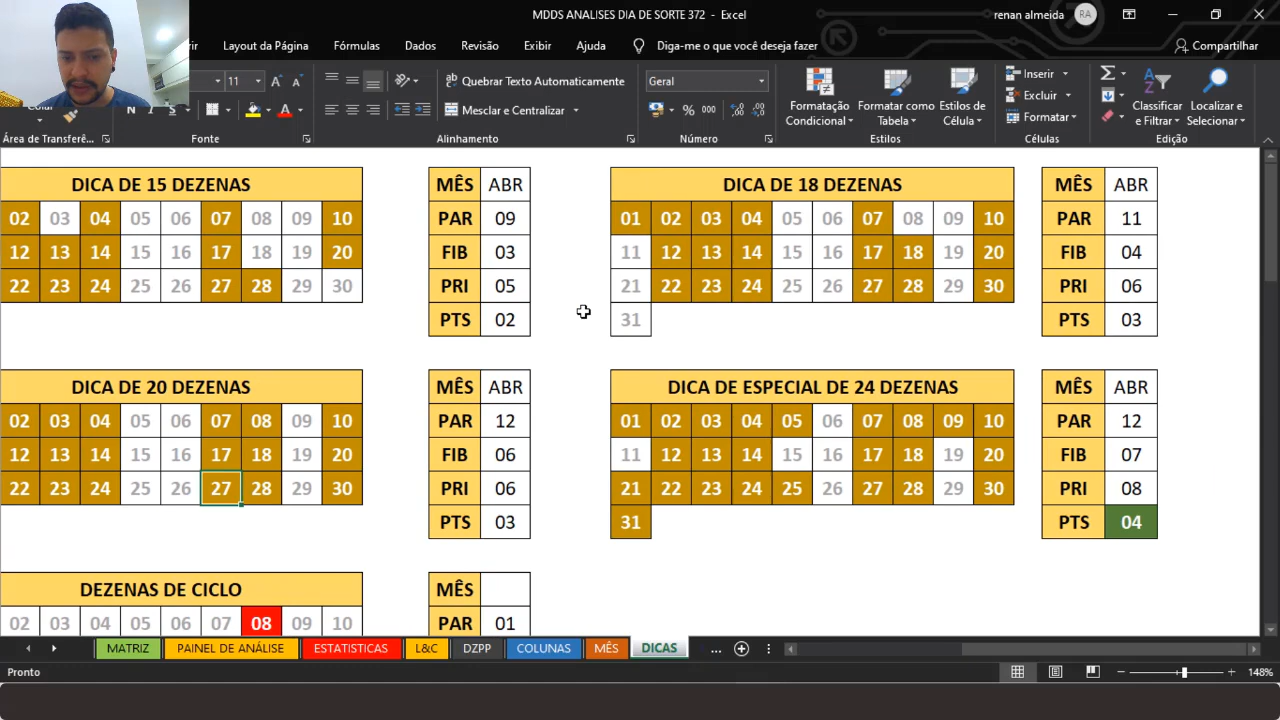 MDDS ANALISES DIA DE SORTE 372 - Excel
renan almeida RA
Layout da Página Fórmulas Dados Revisão Exibir Ajuda Diga-me o que você deseja fazer Compartilhar
11 A A Quebrar Texto Automaticamente Geral Inserir
N I S A Mesclar e Centralizar % 000 Formatação Condicional Formatar como Tabela Estilos de Célula Excluir Formatar Classificar e Filtrar Localizar e Selecionar
Área de Transferê... Fonte Alinhamento Número Estilos Células Edição
DICA DE 15 DEZENAS MÊS ABR DICA DE 18 DEZENAS MÊS ABR
02 03 04 05 06 07 08 09 10 PAR 09 01 02 03 04 05 06 07 08 09 10 PAR 11
12 13 14 15 16 17 18 19 20 FIB 03 11 12 13 14 15 16 17 18 19 20 FIB 04
22 23 24 25 26 27 28 29 30 PRI 05 21 22 23 24 25 26 27 28 29 30 PRI 06
PTS 02 31 PTS 03
DICA DE 20 DEZENAS MÊS ABR DICA DE ESPECIAL DE 24 DEZENAS MÊS ABR
02 03 04 05 06 07 08 09 10 PAR 12 01 02 03 04 05 06 07 08 09 10 PAR 12
12 13 14 15 16 17 18 19 20 FIB 06 11 12 13 14 15 16 17 18 19 20 FIB 07
22 23 24 25 26 27 28 29 30 PRI 06 21 22 23 24 25 26 27 28 29 30 PRI 08
PTS 03 31 PTS 04
DEZENAS DE CICLO MÊS
02 03 04 05 06 07 08 09 10 PAR 01
MATRIZ PAINEL DE ANÁLISE ESTATISTICAS L&C DZPP COLUNAS MÊS DICAS ...
Pronto 148%